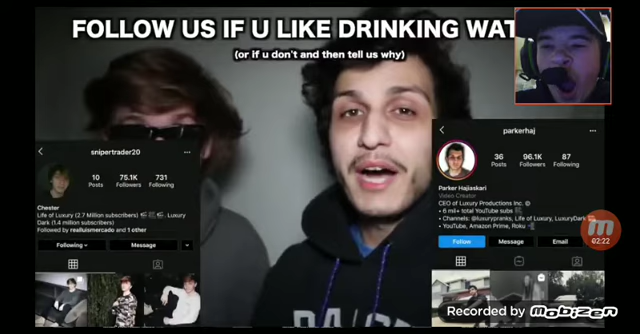 FOLLOW US IF U LIKE DRINKING WAT
(or if u don't and then tell us why)
snipertrader20
10
Posts
75.1K
Followers
731
Following
Chester
Life of Luxury (2.7 Million subscribers)
Luxury
Dark (1.4 million subscribers)
Followed by realluismercado and 1 other
Following
Message
parkerhaj
36
Posts
96.1K
Followers
87
Following
Parker Hajiaskari
Video Creator
CEO of Luxury Productions Inc.
• 6 mil+ total YouTube subs
• Channels: @luxurypranks, Life of Luxury, LuxuryDark
• YouTube, Amazon Prime, Roku
Follow
Message
Email
02:22
Recorded by mobizen